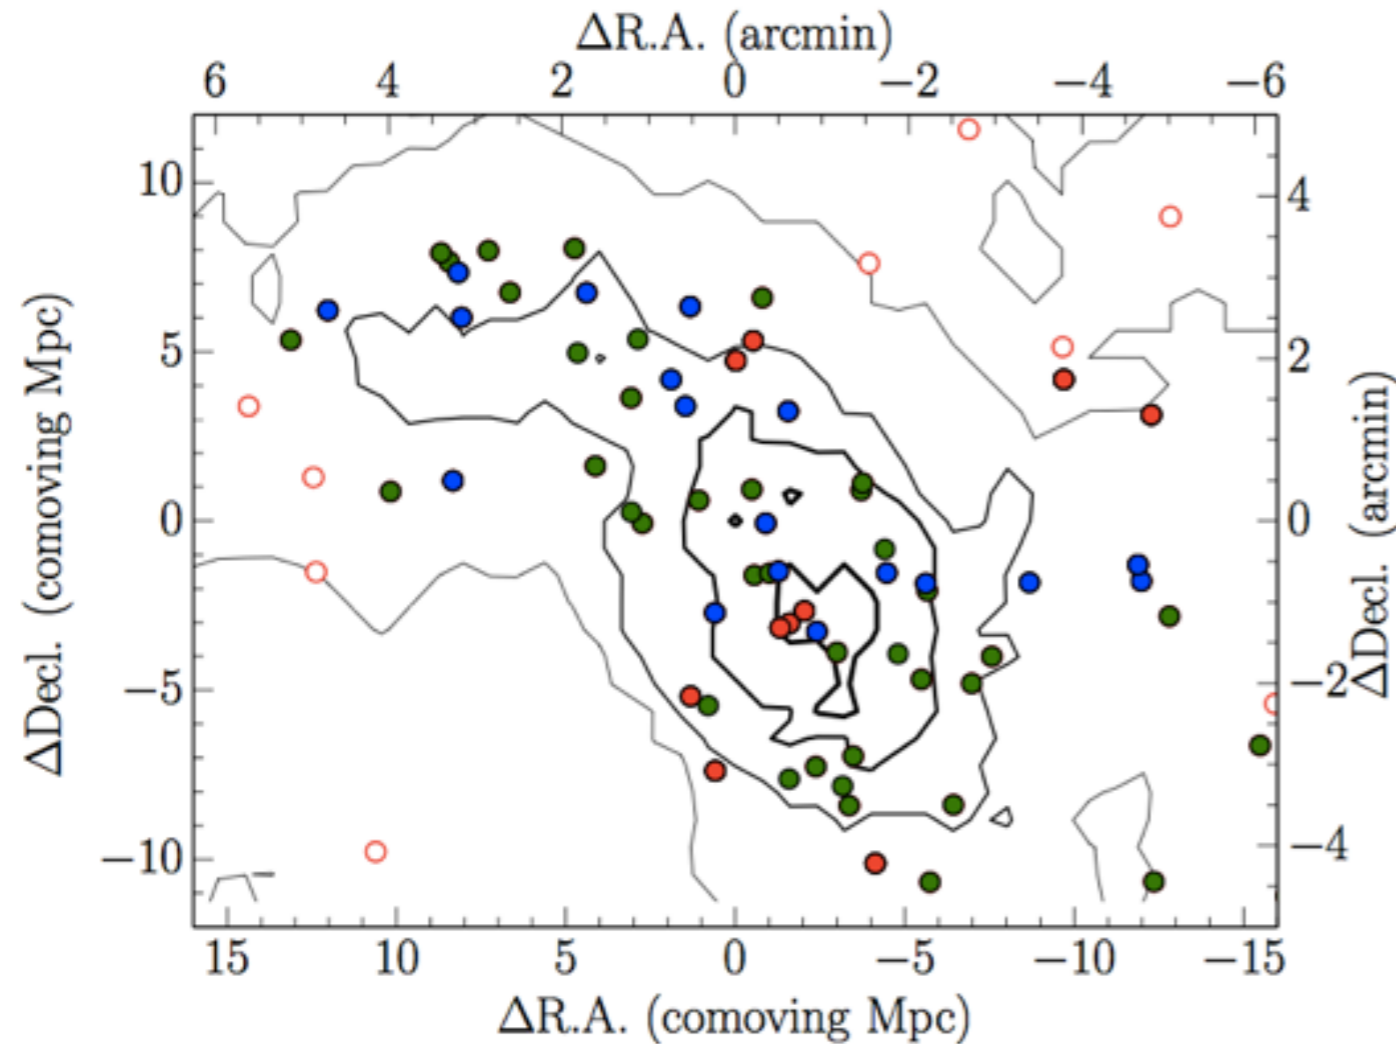 ΔR.A. (arcmin)
6 4 2 0 −2 −4 −6
10 5 0 −5 −10
ΔDecl. (comoving Mpc)
4 2 0 −2 −4
ΔDecl. (arcmin)
15 10 5 0 −5 −10 −15
ΔR.A. (comoving Mpc)